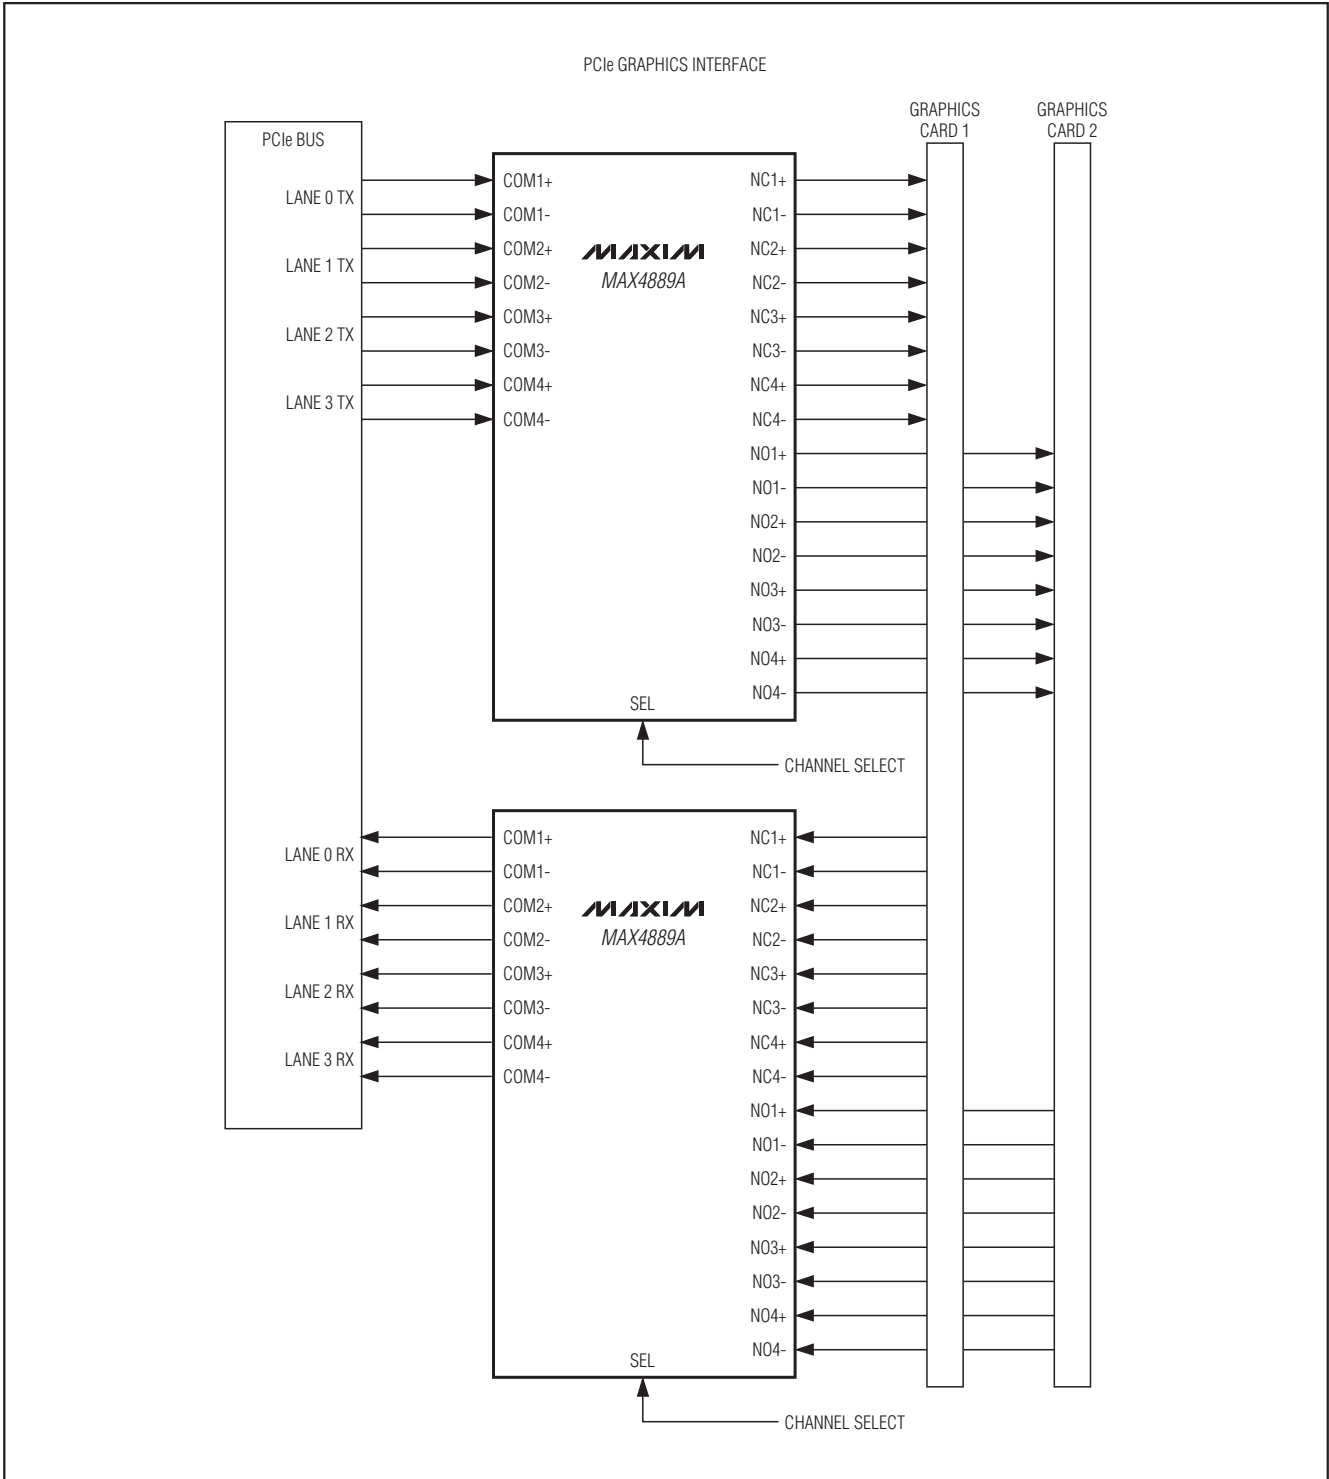 PCIe GRAPHICS INTERFACE
GRAPHICS
CARD 1
GRAPHICS
CARD 2
PCIe BUS
LANE 0 TX
LANE 1 TX
LANE 2 TX
LANE 3 TX
COM1+
COM1-
COM2+
COM2-
COM3+
COM3-
COM4+
COM4-
MAXIM
MAX4889A
NC1+
NC1-
NC2+
NC2-
NC3+
NC3-
NC4+
NC4-
NO1+
NO1-
NO2+
NO2-
NO3+
NO3-
NO4+
NO4-
SEL
CHANNEL SELECT
LANE 0 RX
LANE 1 RX
LANE 2 RX
LANE 3 RX
COM1+
COM1-
COM2+
COM2-
COM3+
COM3-
COM4+
COM4-
MAXIM
MAX4889A
NC1+
NC1-
NC2+
NC2-
NC3+
NC3-
NC4+
NC4-
NO1+
NO1-
NO2+
NO2-
NO3+
NO3-
NO4+
NO4-
SEL
CHANNEL SELECT